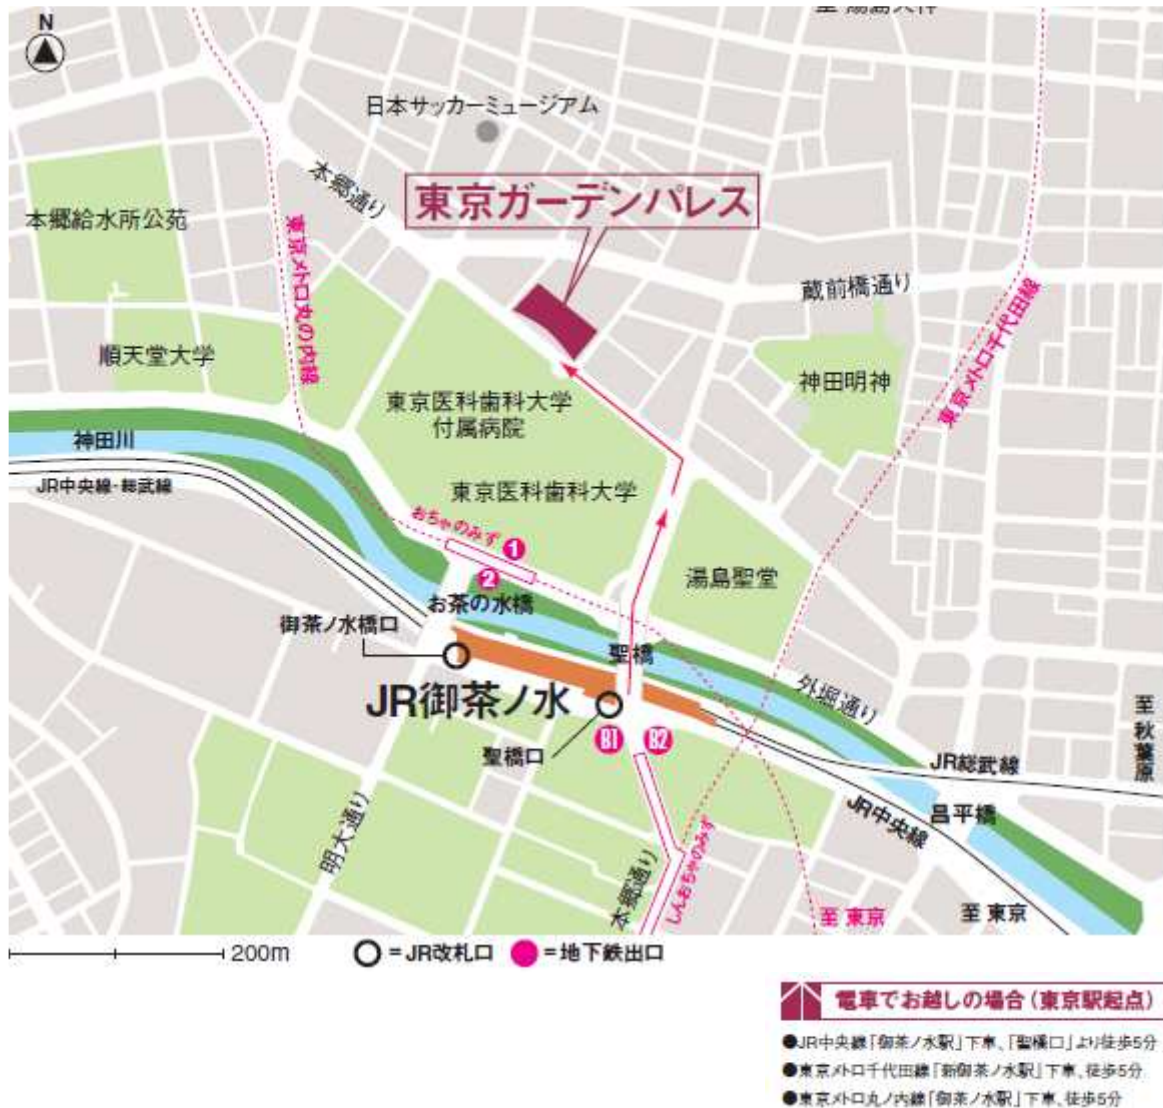 N
日本サッカーミュージアム
本郷通り
東京ガーデンパレス
本郷給水所公苑
東京メトロ丸の内線
蔵前橋通り
東京メトロ千代田線
順天堂大学
神田明神
東京医科歯科大学
付属病院
神田川
JR中央線・総武線
東京医科歯科大学
おちゃのみず
1
2
湯島聖堂
お茶の水橋
御茶ノ水橋口
聖橋
JR御茶ノ水
外堀通り
至秋葉原
聖橋口
B1
B2
JR総武線
昌平橋
JR中央線
明大通り
本郷通り
しんおちゃのみず
至 東京
至 東京
200m
=JR改札口
=地下鉄出口
電車でお越しの場合(東京駅起点)
●JR中央線「御茶ノ水駅」下車、「聖橋口」より徒歩5分
●東京メトロ千代田線「新御茶ノ水駅」下車、徒歩5分
●東京メトロ丸ノ内線「御茶ノ水駅」下車、徒歩5分